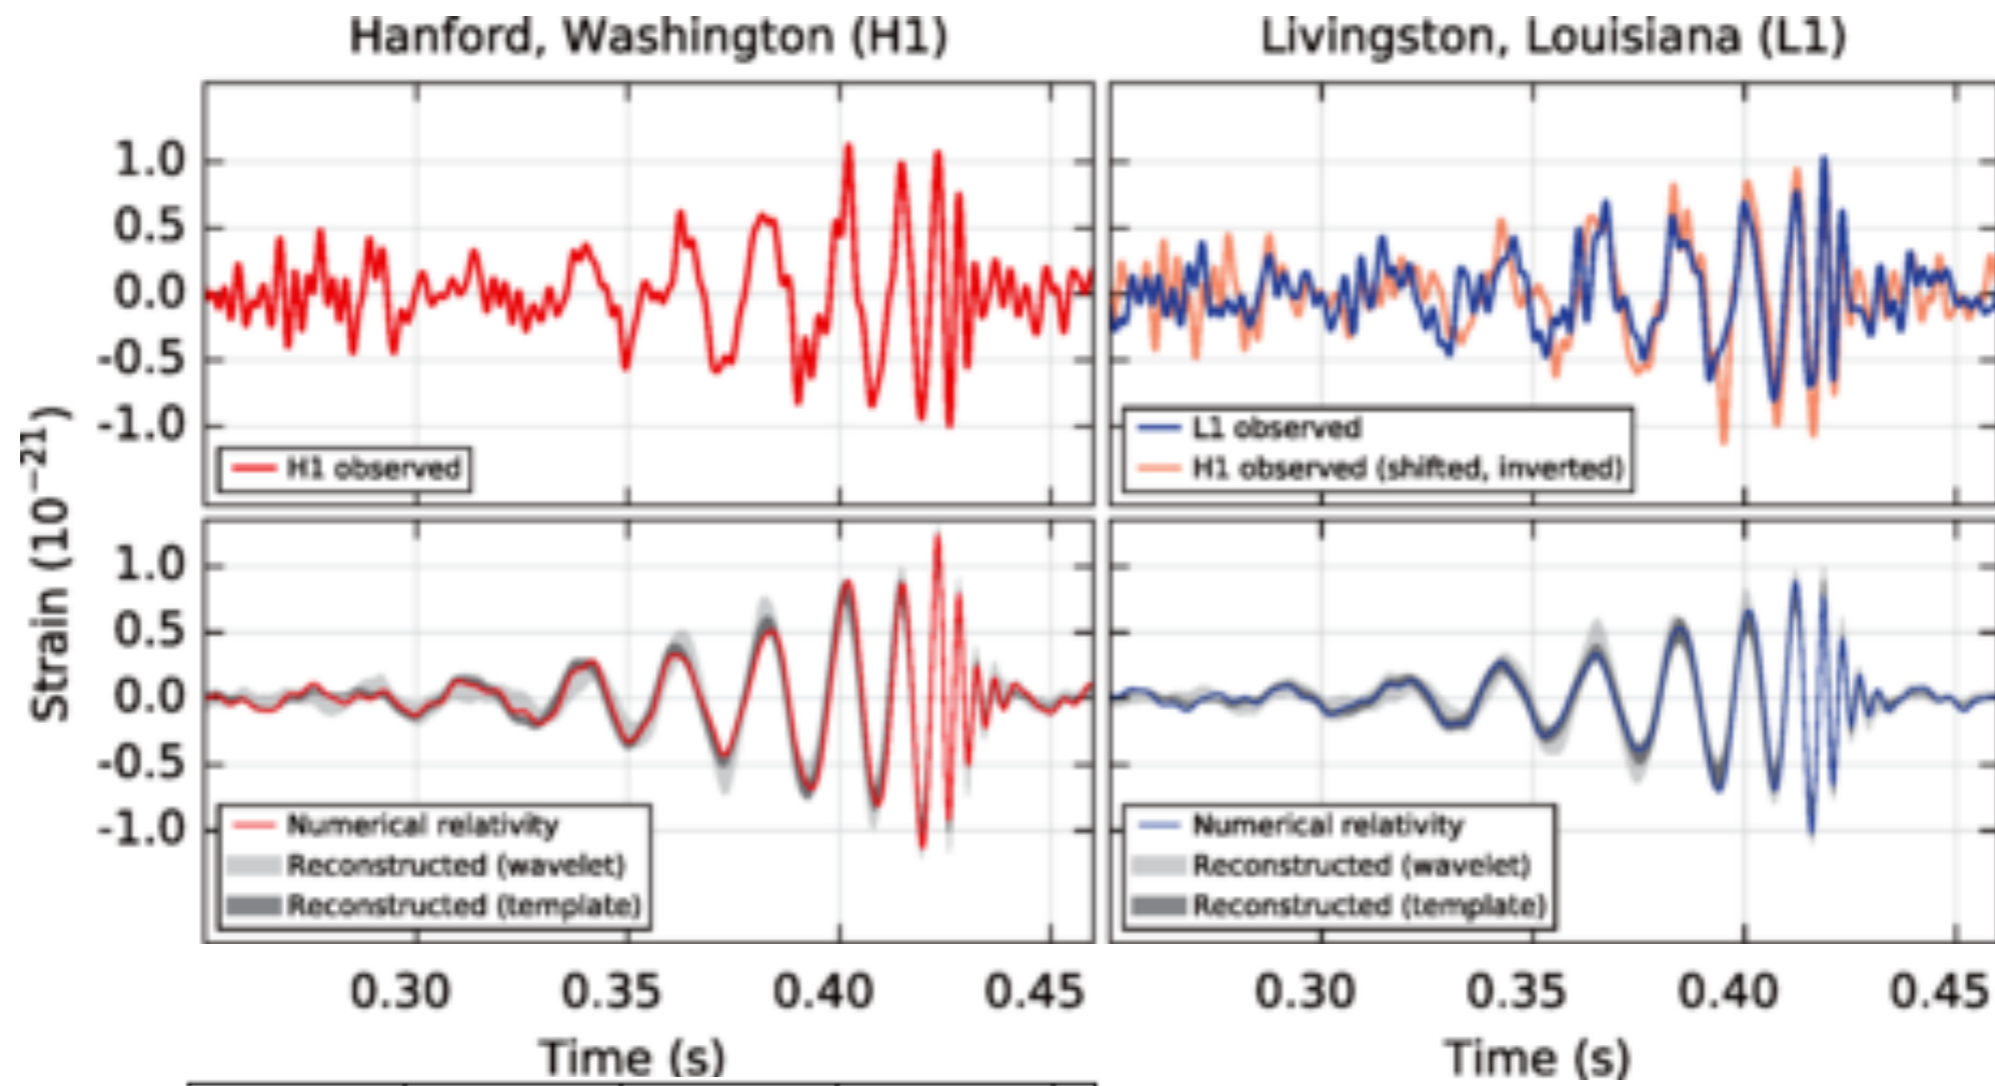 Hanford, Washington (H1)
Livingston, Louisiana (L1)
1.0
0.5
0.0
-0.5
-1.0
H1 observed
L1 observed
H1 observed (shifted, inverted)
Strain (10⁻²¹)
1.0
0.5
0.0
-0.5
-1.0
Numerical relativity
Reconstructed (wavelet)
Reconstructed (template)
Numerical relativity
Reconstructed (wavelet)
Reconstructed (template)
0.30 0.35 0.40 0.45
0.30 0.35 0.40 0.45
Time (s)
Time (s)